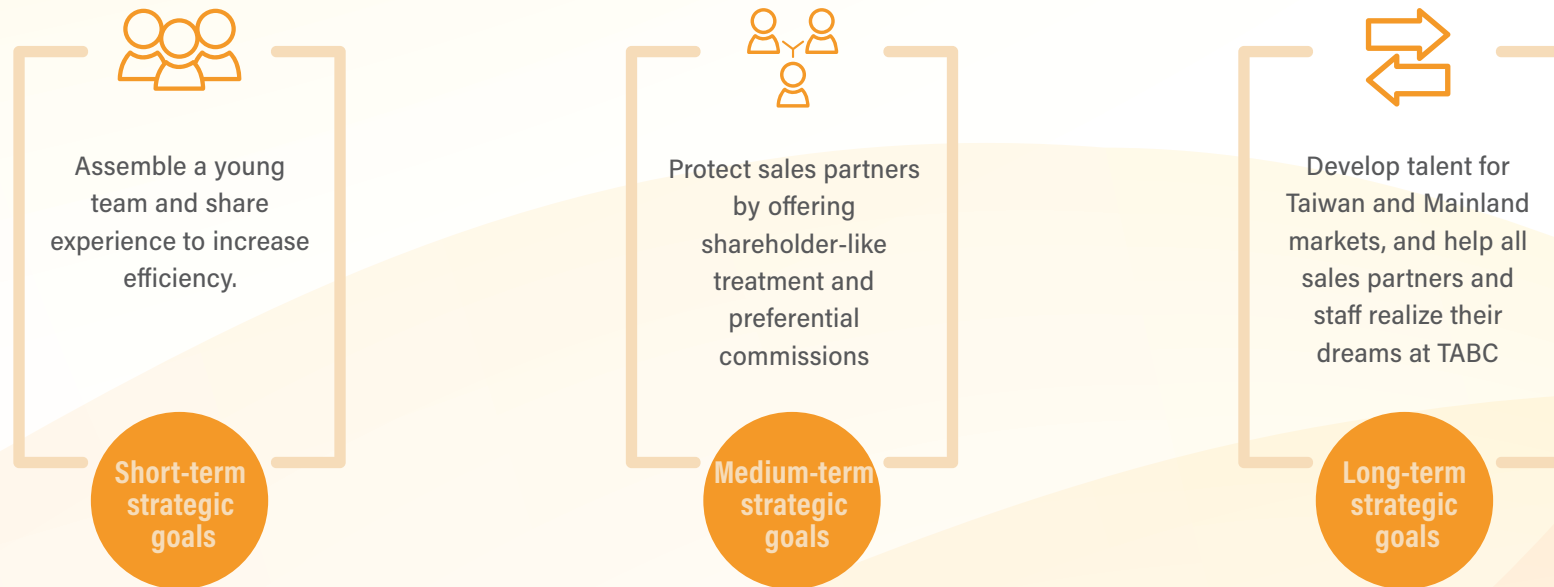 Assemble a young
team and share
experience to increase
efficiency.
Short-term
strategic
goals
Protect sales partners
by offering
shareholder-like
treatment and
preferential
commissions
Medium-term
strategic
goals
Develop talent for
Taiwan and Mainland
markets, and help all
sales partners and
staff realize their
dreams at TABC
Long-term
strategic
goals